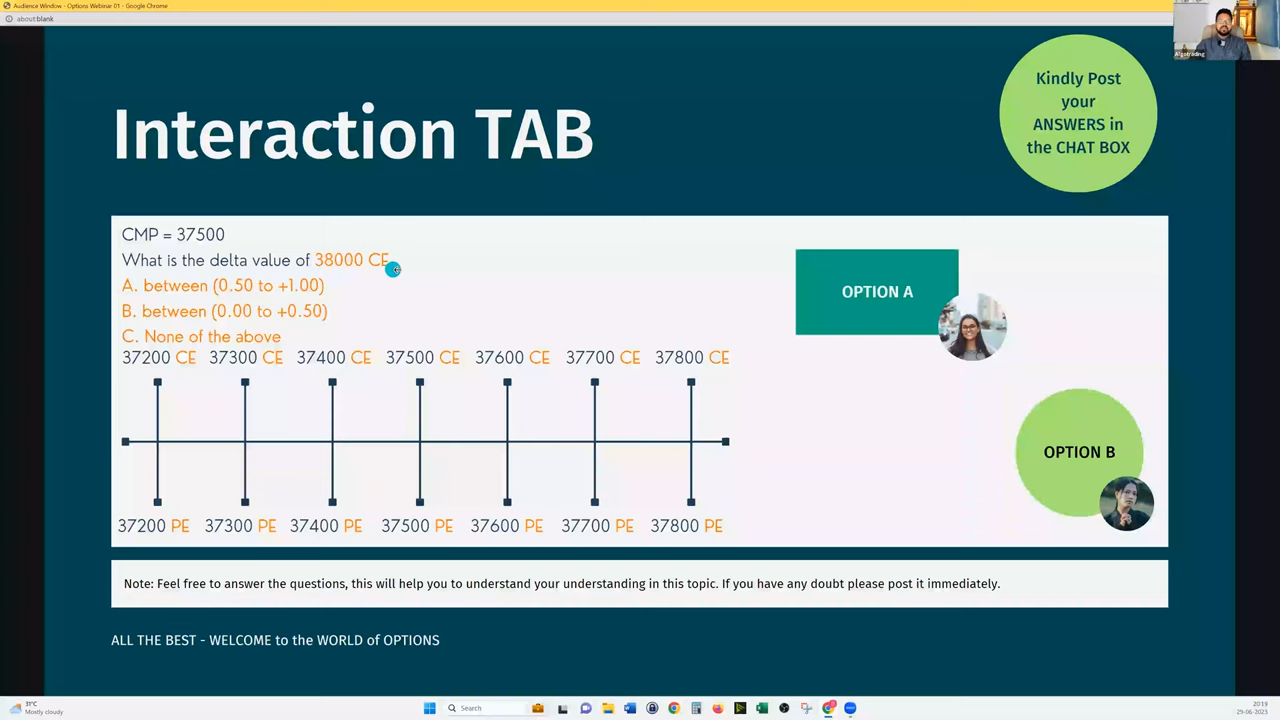 Audience Window - Options Webinar 01 - Google Chrome
about:blank
Algotrading
Kindly Post
your
ANSWERS in
the CHAT BOX
Interaction TAB
CMP = 37500
What is the delta value of 38000 CE
A. between (0.50 to +1.00)
B. between (0.00 to +0.50)
C. None of the above
37200 CE 37300 CE 37400 CE 37500 CE 37600 CE 37700 CE 37800 CE
37200 PE 37300 PE 37400 PE 37500 PE 37600 PE 37700 PE 37800 PE
OPTION A
OPTION B
Note: Feel free to answer the questions, this will help you to understand your understanding in this topic. If you have any doubt please post it immediately.
ALL THE BEST - WELCOME to the WORLD of OPTIONS
31°C
Mostly cloudy
Search
20:19
29-06-2023